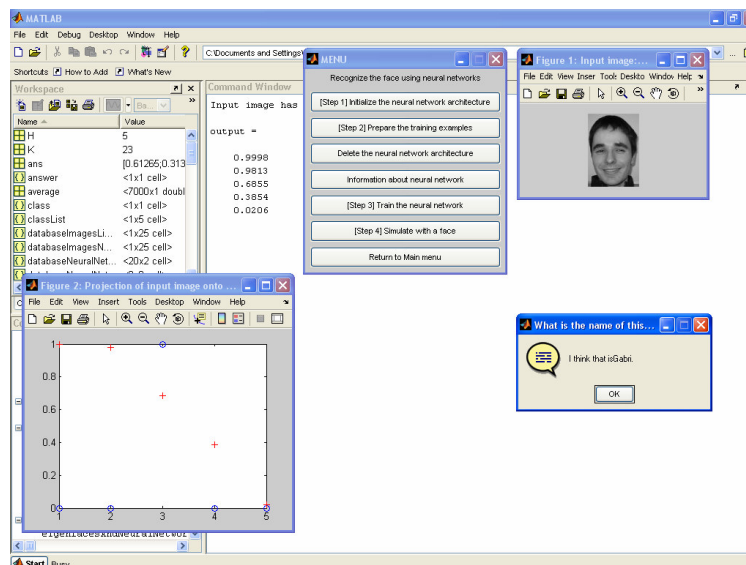 MATLAB
File Edit Debug Desktop Window Help
C:\Documents and Settings\
Shortcuts How to Add What's New
Workspace
Ba...
Name Value
H 5
K 23
ans [0.61265;0.313
answer <1x1 cell>
average <7000x1 doubl
class <1x1 cell>
classList <1x5 cell>
databaseImagesLi... <1x25 cell>
databaseImagesN... <1x25 cell>
databaseNeuralNet... <20x2 cell>
Command Window
Input image has
output =
0.9998
0.9813
0.6855
0.3854
0.0206
MENU
Recognize the face using neural networks
[Step 1] Initialize the neural network architecture
[Step 2] Prepare the training examples
Delete the neural network architecture
Information about neural network
[Step 3] Train the neural network
[Step 4] Simulate with a face
Return to Main menu
Figure 1: Input image:...
File Edit View Inser Tools Deskto Window Help
Figure 2: Projection of input image onto ...
File Edit View Insert Tools Desktop Window Help
1
0.8
0.6
0.4
0.2
0
1 2 3 4 5
What is the name of this...
I think that isGabri.
OK
eigenfacesAndNeuralNetwor
Start Busy